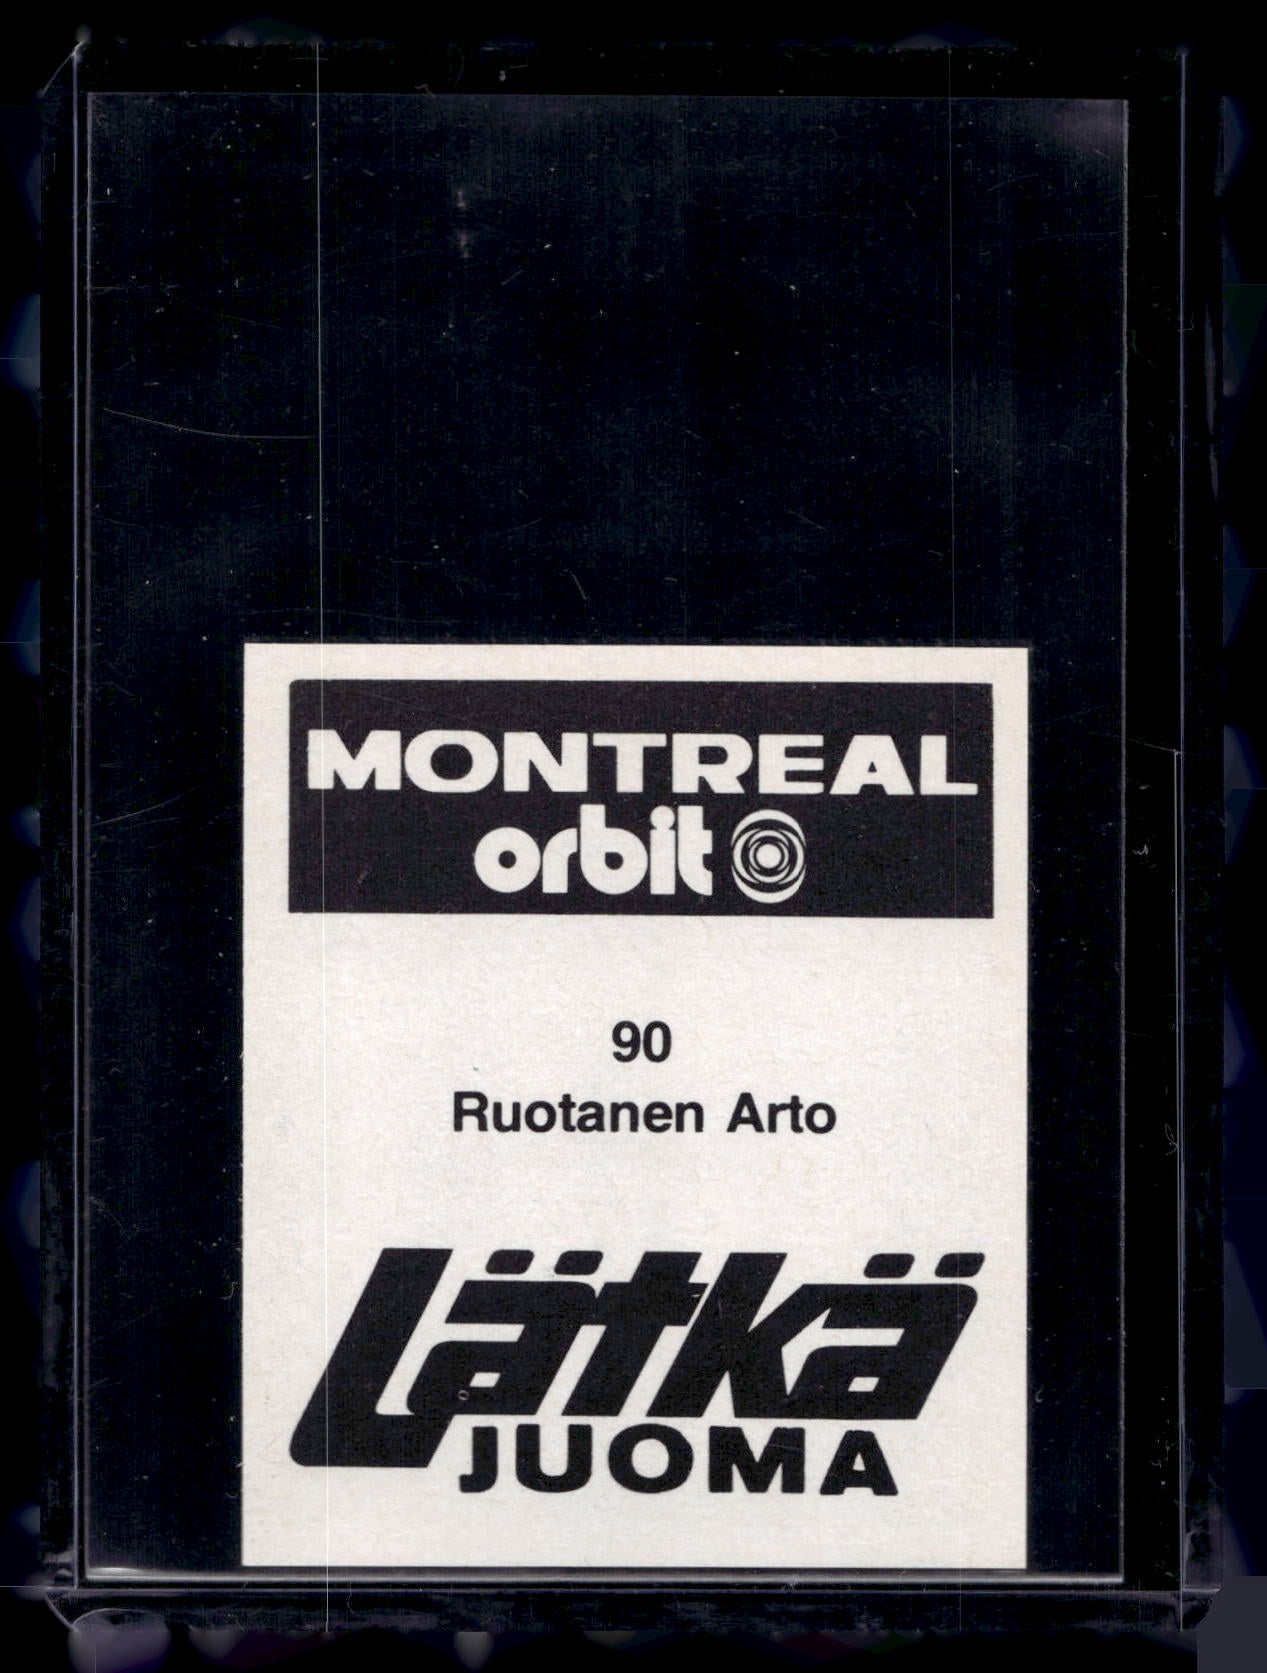 MONTREAL
orbit
90
Ruotanen Arto
Lätkä
JUOMA